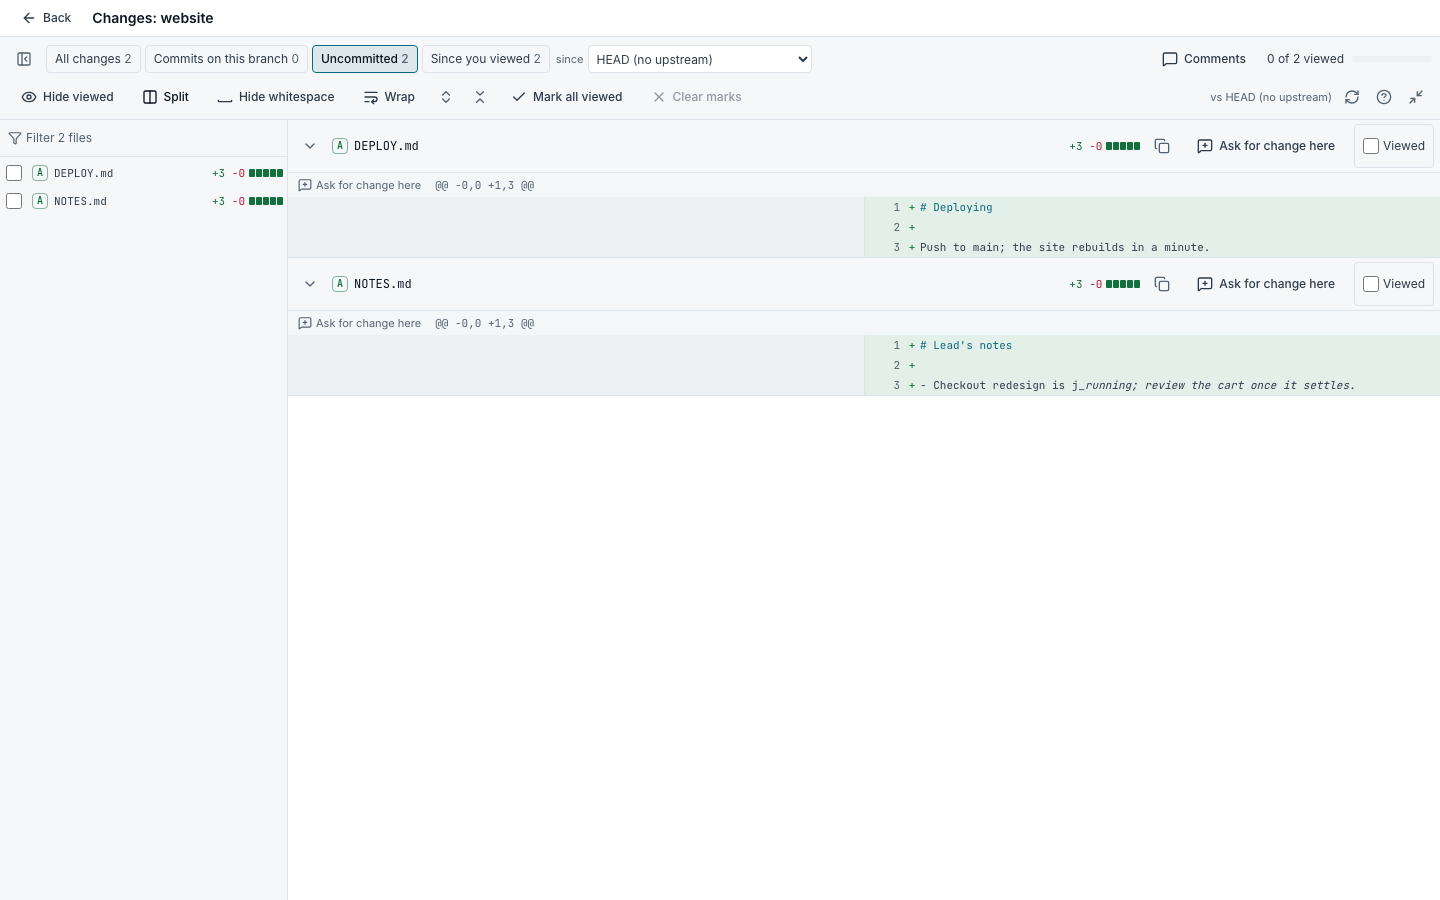 Back Changes: website
All changes 2 Commits on this branch 0 Uncommitted 2 Since you viewed 2 since HEAD (no upstream) Comments 0 of 2 viewed
Hide viewed Split Hide whitespace Wrap Mark all viewed Clear marks vs HEAD (no upstream)
Filter 2 files
A DEPLOY.md +3 -0
A NOTES.md +3 -0
A DEPLOY.md +3 -0 Ask for change here Viewed
Ask for change here @@ -0,0 +1,3 @@
1 + # Deploying
2 +
3 + Push to main; the site rebuilds in a minute.
A NOTES.md +3 -0 Ask for change here Viewed
Ask for change here @@ -0,0 +1,3 @@
1 + # Lead's notes
2 +
3 + - Checkout redesign is j_running; review the cart once it settles.